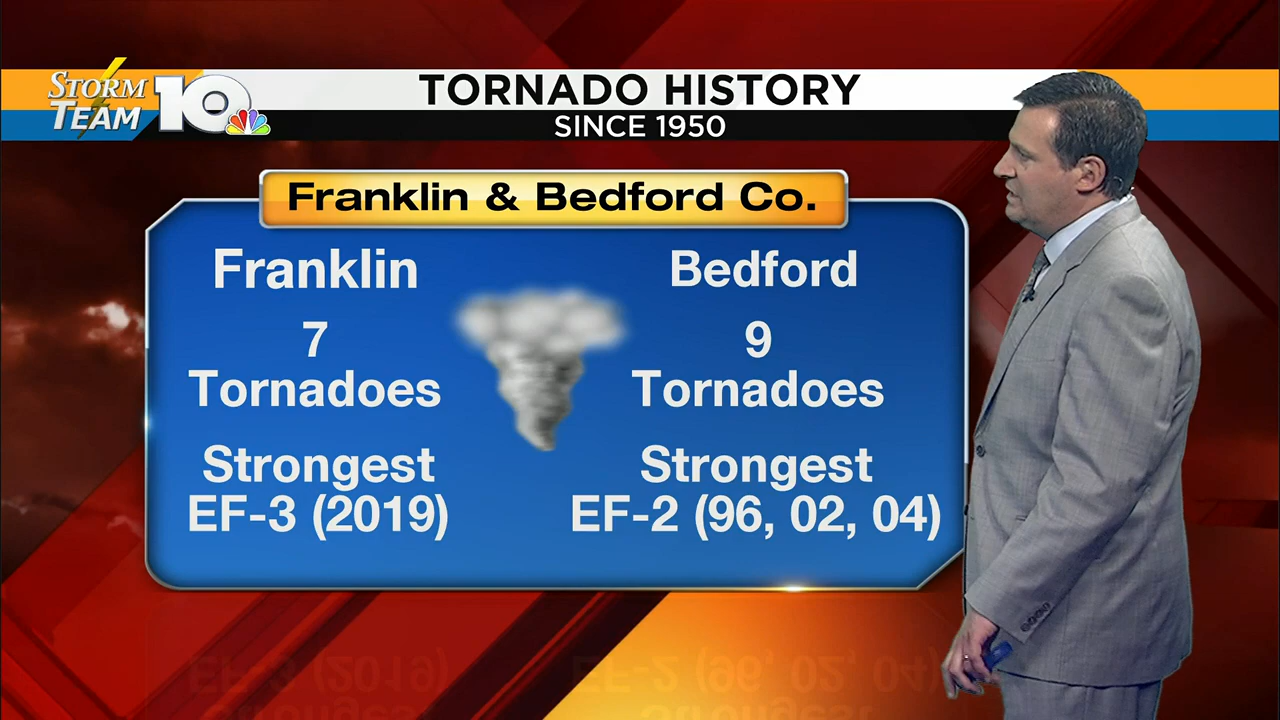 STORM
TEAM 10
TORNADO HISTORY
SINCE 1950
Franklin & Bedford Co.
Franklin
7
Tornadoes
Strongest
EF-3 (2019)
Bedford
9
Tornadoes
Strongest
EF-2 (96, 02, 04)